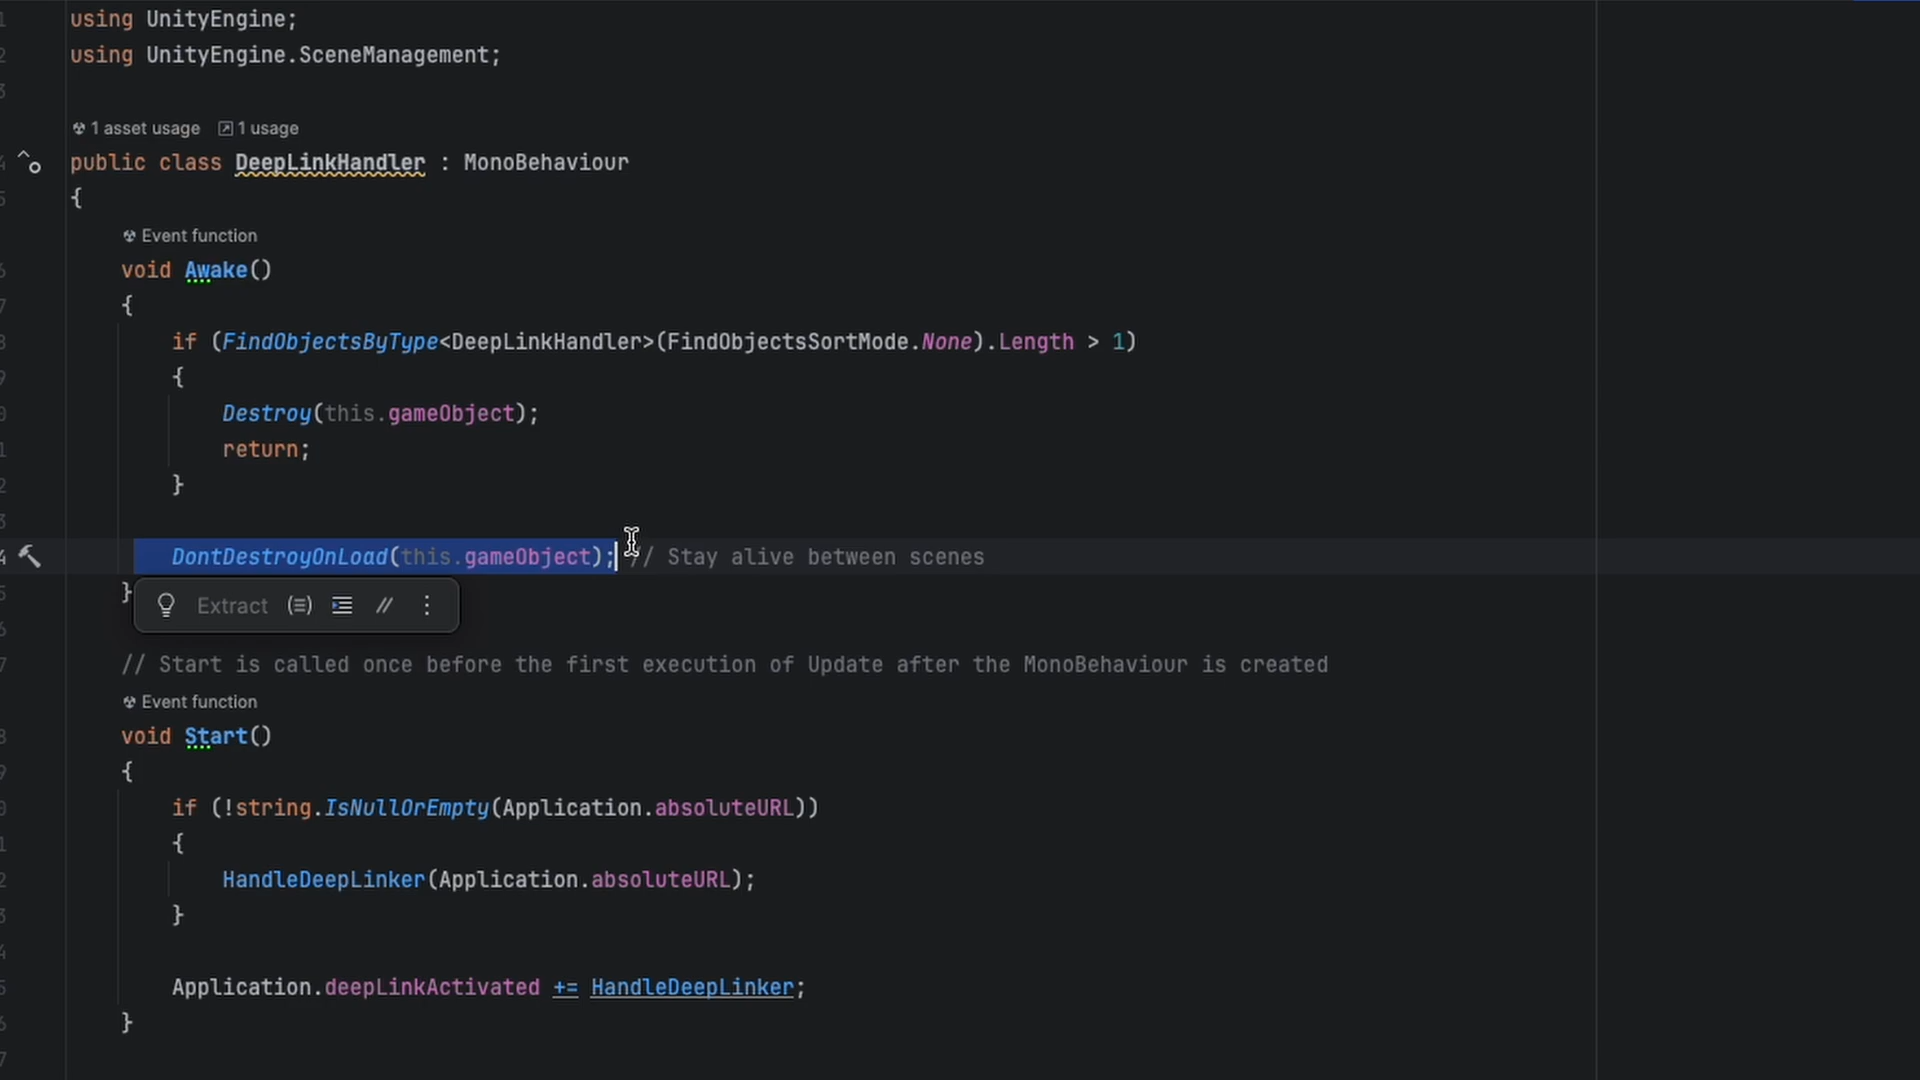 using UnityEngine;
using UnityEngine.SceneManagement;
1 asset usage 1 usage
public class DeepLinkHandler : MonoBehaviour
{
Event function
void Awake()
{
if (FindObjectsByType<DeepLinkHandler>(FindObjectsSortMode.None).Length > 1)
{
Destroy(this.gameObject);
return;
}
DontDestroyOnLoad(this.gameObject); // Stay alive between scenes
}
Extract
// Start is called once before the first execution of Update after the MonoBehaviour is created
Event function
void Start()
{
if (!string.IsNullOrEmpty(Application.absoluteURL))
{
HandleDeepLinker(Application.absoluteURL);
}
Application.deepLinkActivated += HandleDeepLinker;
}